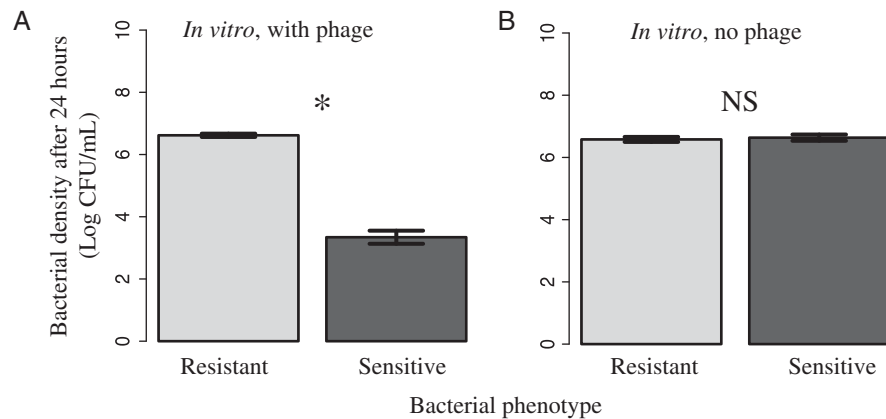 A
In vitro, with phage
Bacterial density after 24 hours
(Log CFU/mL)
10
8
6
4
2
0
*
Resistant
Sensitive
B
In vitro, no phage
10
8
6
4
2
0
NS
Resistant
Sensitive
Bacterial phenotype